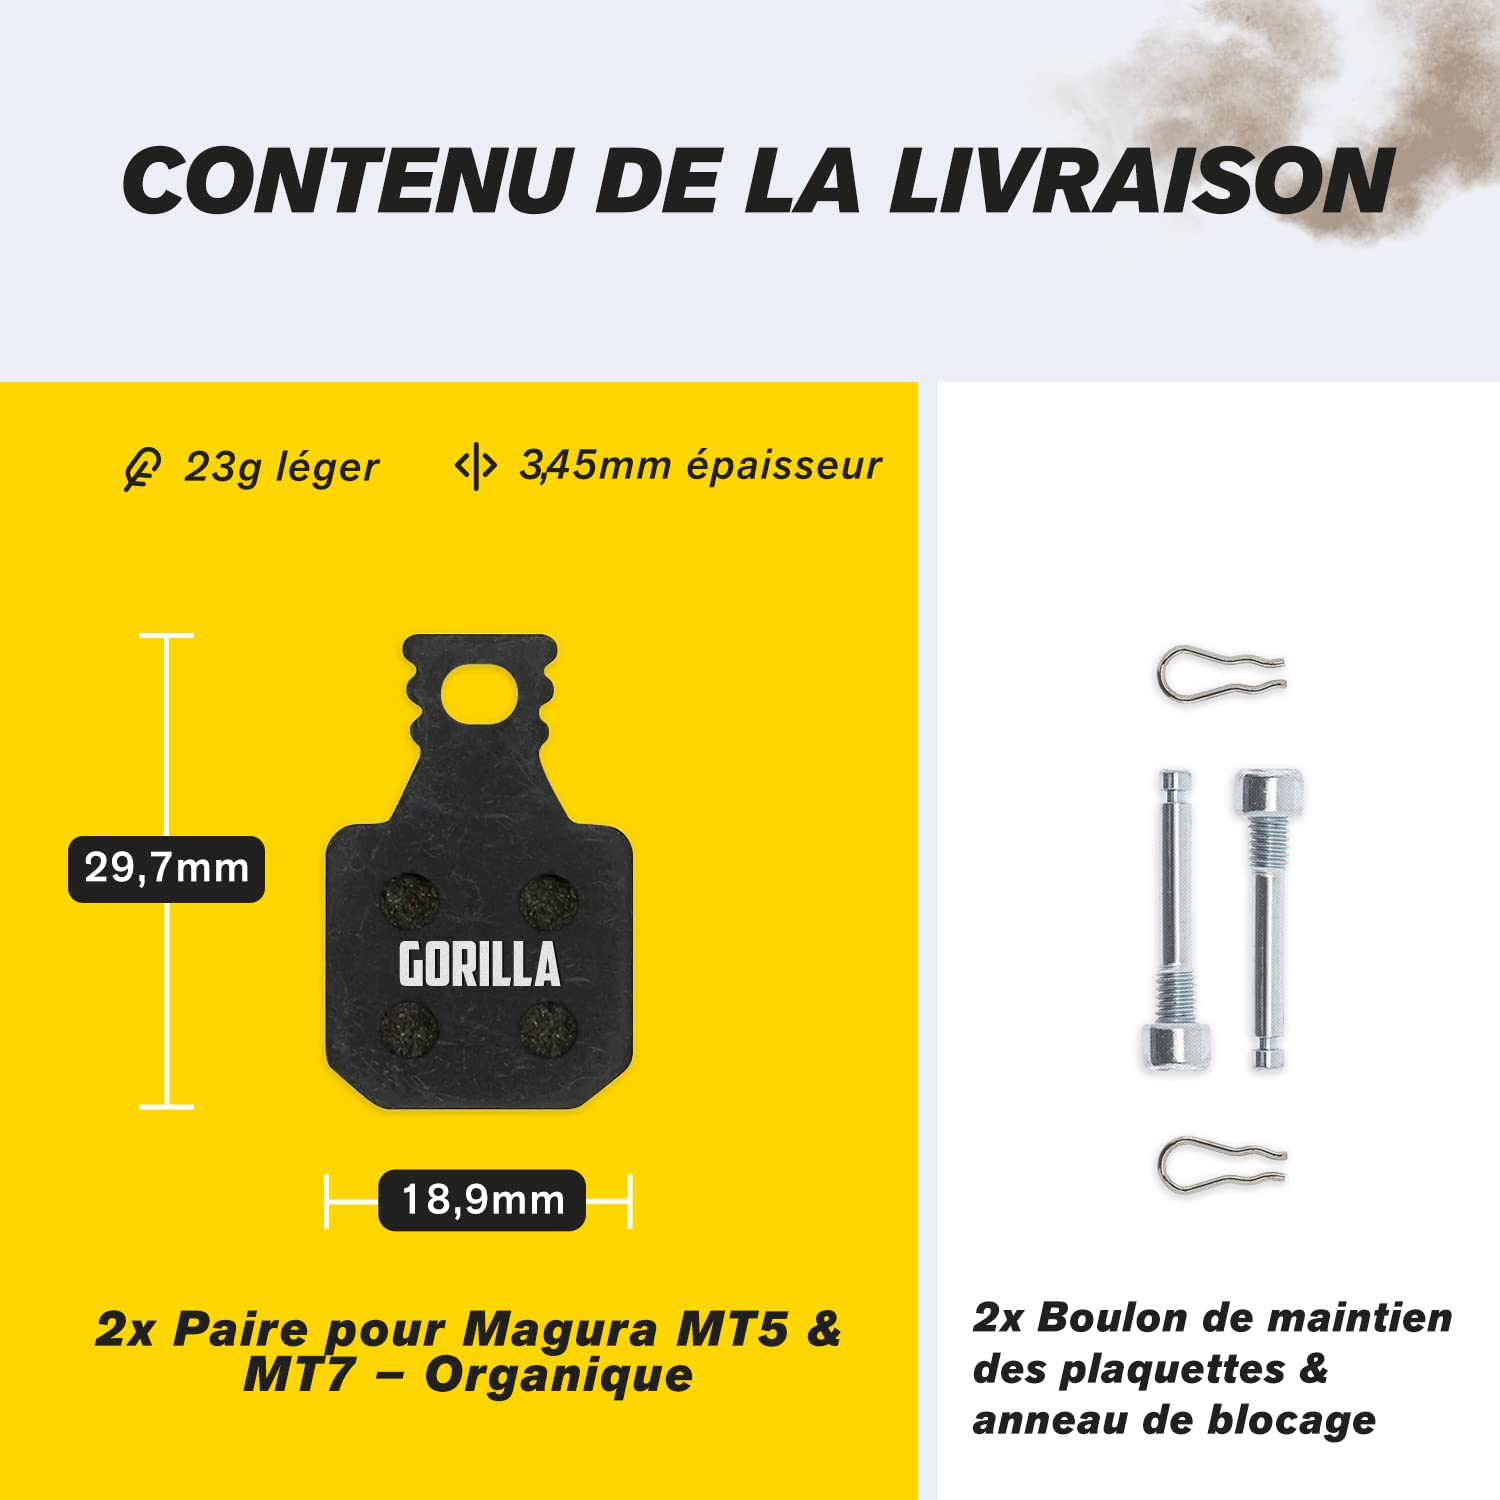 CONTENU DE LA LIVRAISON
23g léger
3,45mm épaisseur
29,7mm
GORILLA
18,9mm
2x Paire pour Magura MT5 &
MT7 – Organique
2x Boulon de maintien
des plaquettes &
anneau de blocage